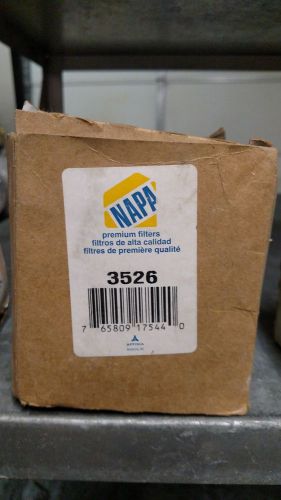 NAPA
premium filters
filtros de alta calidad
filtres de première qualité
3526
7 65809 17544 0